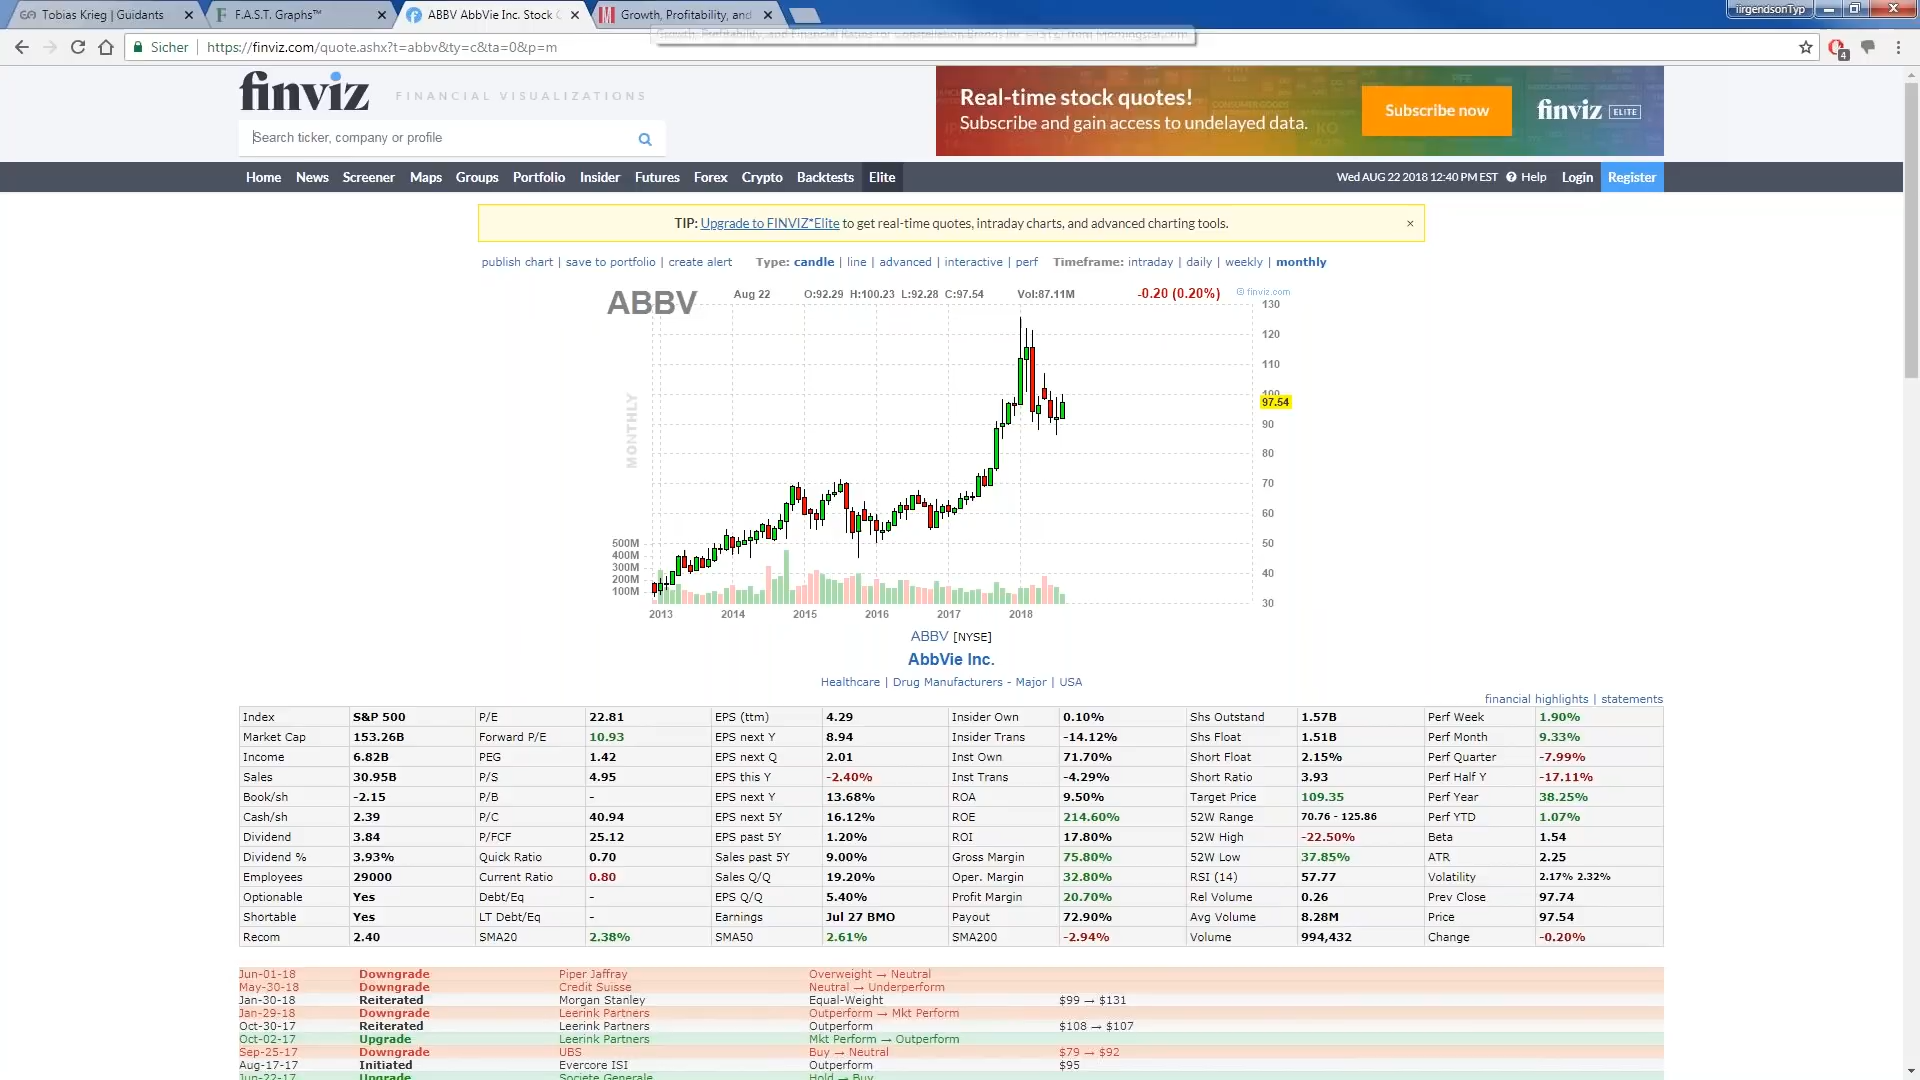 Tobias Krieg | Guidants
F.A.S.T. Graphs™
ABBV AbbVie Inc. Stock
Growth, Profitability, and
iirgendsonTyp
Sicher
https://finviz.com/quote.ashx?t=abbv&ty=c&ta=0&p=m
4
finviz
FINANCIAL VISUALIZATIONS
Search ticker, company or profile
Real-time stock quotes!
Subscribe and gain access to undelayed data.
Subscribe now
finviz ELITE
Home News Screener Maps Groups Portfolio Insider Futures Forex Crypto Backtests Elite
Wed AUG 22 2018 12:40 PM EST Help Login Register
TIP: Upgrade to FINVIZ*Elite to get real-time quotes, intraday charts, and advanced charting tools. ×
publish chart | save to portfolio | create alert Type: candle | line | advanced | interactive | perf Timeframe: intraday | daily | weekly | monthly
ABBV Aug 22 O:92.29 H:100.23 L:92.28 C:97.54 Vol:87.11M -0.20 (0.20%) © finviz.com
MONTHLY
130
120
110
100
97.54
90
80
70
60
50
40
30
500M
400M
300M
200M
100M
2013 2014 2015 2016 2017 2018
ABBV [NYSE]
AbbVie Inc.
Healthcare | Drug Manufacturers - Major | USA
financial highlights | statements
Index S&P 500 P/E 22.81 EPS (ttm) 4.29 Insider Own 0.10% Shs Outstand 1.57B Perf Week 1.90%
Market Cap 153.26B Forward P/E 10.93 EPS next Y 8.94 Insider Trans -14.12% Shs Float 1.51B Perf Month 9.33%
Income 6.82B PEG 1.42 EPS next Q 2.01 Inst Own 71.70% Short Float 2.15% Perf Quarter -7.99%
Sales 30.95B P/S 4.95 EPS this Y -2.40% Inst Trans -4.29% Short Ratio 3.93 Perf Half Y -17.11%
Book/sh -2.15 P/B - EPS next Y 13.68% ROA 9.50% Target Price 109.35 Perf Year 38.25%
Cash/sh 2.39 P/C 40.94 EPS next 5Y 16.12% ROE 214.60% 52W Range 70.76 - 125.86 Perf YTD 1.07%
Dividend 3.84 P/FCF 25.12 EPS past 5Y 1.20% ROI 17.80% 52W High -22.50% Beta 1.54
Dividend % 3.93% Quick Ratio 0.70 Sales past 5Y 9.00% Gross Margin 75.80% 52W Low 37.85% ATR 2.25
Employees 29000 Current Ratio 0.80 Sales Q/Q 19.20% Oper. Margin 32.80% RSI (14) 57.77 Volatility 2.17% 2.32%
Optionable Yes Debt/Eq - EPS Q/Q 5.40% Profit Margin 20.70% Rel Volume 0.26 Prev Close 97.74
Shortable Yes LT Debt/Eq - Earnings Jul 27 BMO Payout 72.90% Avg Volume 8.28M Price 97.54
Recom 2.40 SMA20 2.38% SMA50 2.61% SMA200 -2.94% Volume 994,432 Change -0.20%
Jun-01-18 Downgrade Piper Jaffray Overweight → Neutral
May-30-18 Downgrade Credit Suisse Neutral → Underperform
Jan-30-18 Reiterated Morgan Stanley Equal-Weight $99 → $131
Jan-29-18 Downgrade Leerink Partners Outperform → Mkt Perform
Oct-30-17 Reiterated Leerink Partners Outperform $108 → $107
Oct-02-17 Upgrade Leerink Partners Mkt Perform → Outperform
Sep-25-17 Downgrade UBS Buy → Neutral $79 → $92
Aug-17-17 Initiated Evercore ISI Outperform $95
Jun-22-17 Upgrade Societe Generale Hold → Buy